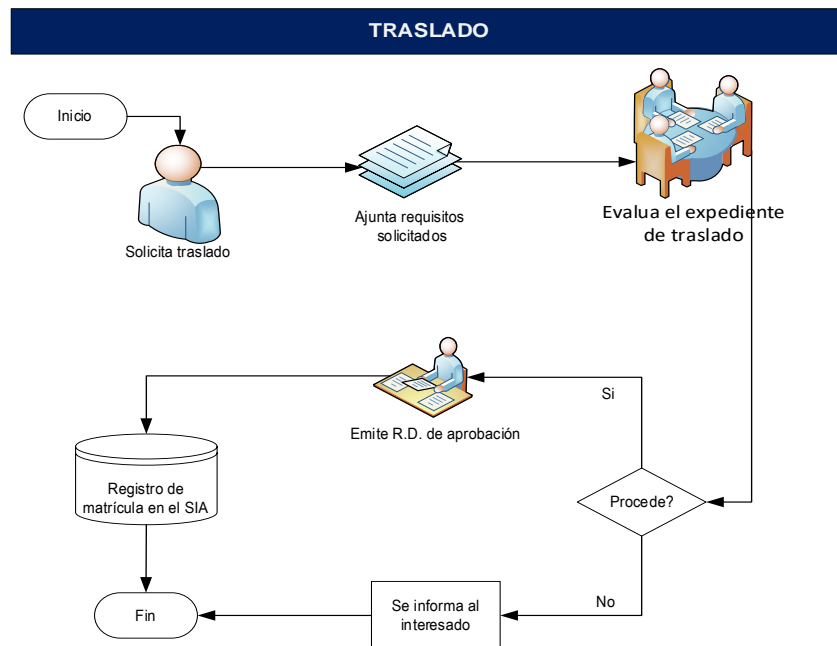 TRASLADO
Inicio
Solicita traslado
Ajunta requisitos
solicitados
Evalua el expediente
de traslado
Si
Emite R.D. de aprobación
Procede?
Registro de
matrícula en el SIA
No
Se informa al
interesado
Fin